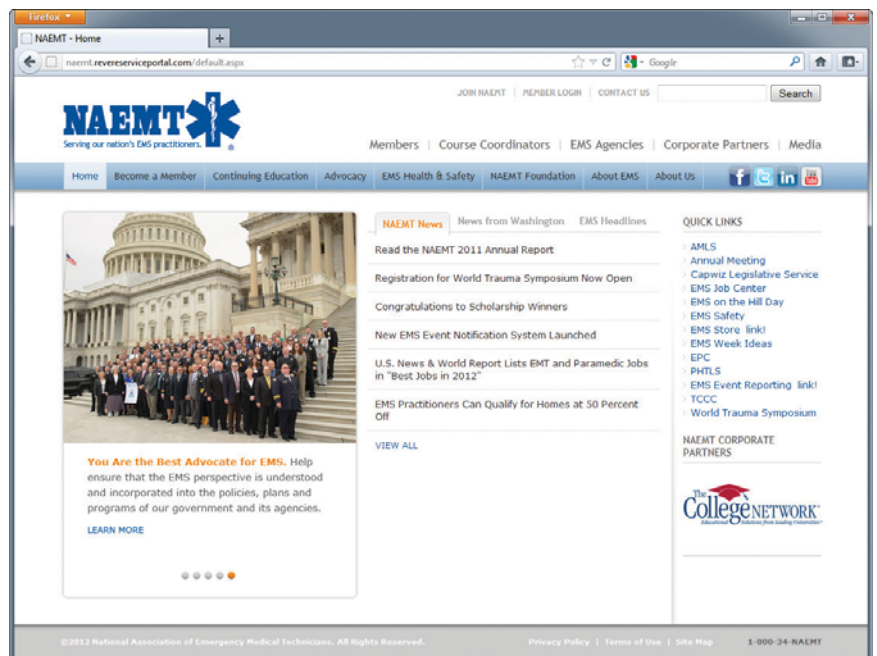 Firefox
NAEMT - Home
naemt.revereserviceportal.com/default.aspx
Google
JOIN NAEMT | MEMBER LOGIN | CONTACT US
Search
NAEMT
Serving our nation's EMS practitioners.
Members | Course Coordinators | EMS Agencies | Corporate Partners | Media
Home
Become a Member
Continuing Education
Advocacy
EMS Health & Safety
NAEMT Foundation
About EMS
About Us
NAEMT News
News from Washington
EMS Headlines
Read the NAEMT 2011 Annual Report
Registration for World Trauma Symposium Now Open
Congratulations to Scholarship Winners
New EMS Event Notification System Launched
U.S. News & World Report Lists EMT and Paramedic Jobs
in "Best Jobs in 2012"
EMS Practitioners Can Qualify for Homes at 50 Percent
Off
VIEW ALL
You Are the Best Advocate for EMS. Help
ensure that the EMS perspective is understood
and incorporated into the policies, plans and
programs of our government and its agencies.
LEARN MORE
QUICK LINKS
AMLS
Annual Meeting
Capwiz Legislative Service
EMS Job Center
EMS on the Hill Day
EMS Safety
EMS Store link!
EMS Week Ideas
EPC
PHTLS
EMS Event Reporting link!
TCCC
World Trauma Symposium
NAEMT CORPORATE
PARTNERS
The
College NETWORK
Educational Solutions from Leading Universities
©2012 National Association of Emergency Medical Technicians. All Rights Reserved.
Privacy Policy | Terms of Use | Site Map
1-800-34-NAEMT